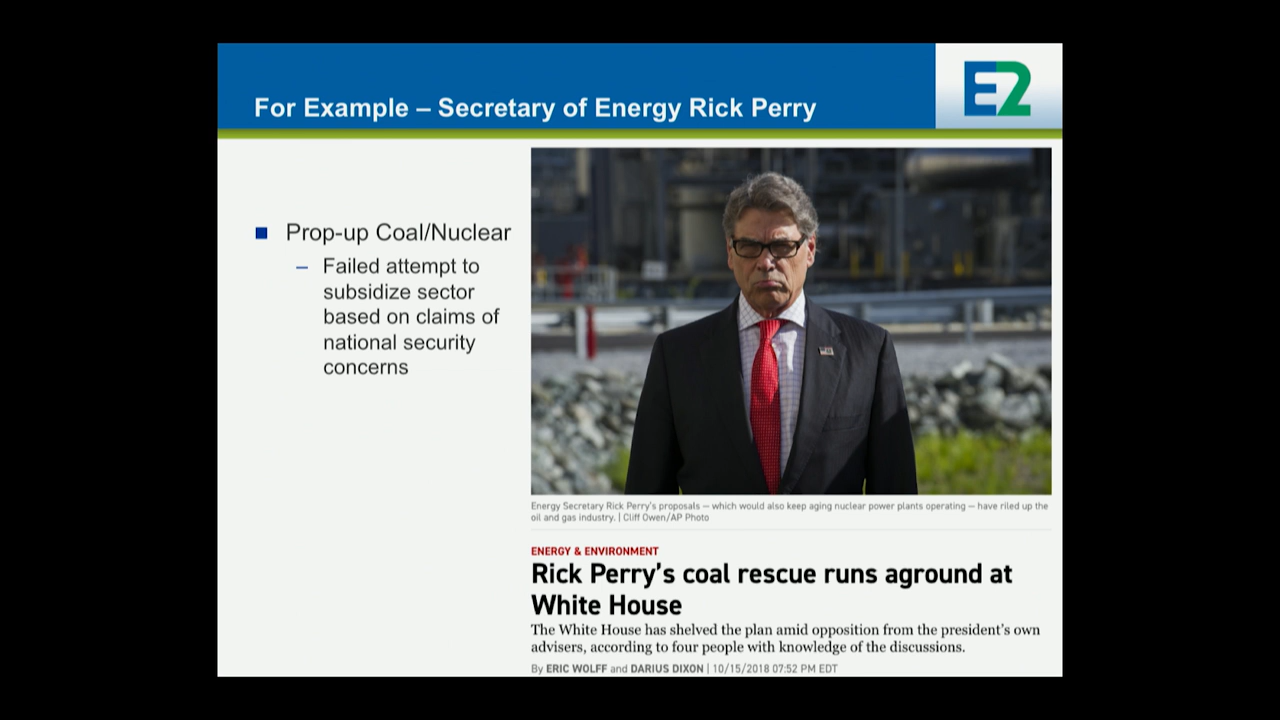 For Example – Secretary of Energy Rick Perry
E2
■ Prop-up Coal/Nuclear
– Failed attempt to
subsidize sector
based on claims of
national security
concerns
Energy Secretary Rick Perry's proposals — which would also keep aging nuclear power plants operating — have riled up the
oil and gas industry. | Cliff Owen/AP Photo
ENERGY & ENVIRONMENT
Rick Perry's coal rescue runs aground at
White House
The White House has shelved the plan amid opposition from the president's own
advisers, according to four people with knowledge of the discussions.
By ERIC WOLFF and DARIUS DIXON | 10/15/2018 07:52 PM EDT